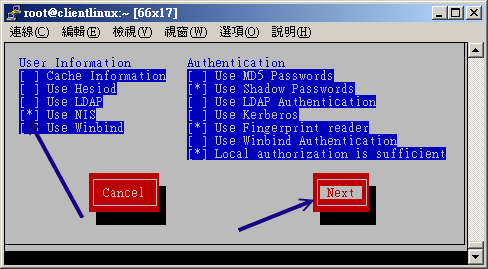 root@clientlinux:~ [66x17]
連線(C) 編輯(E) 檢視(V) 視窗(W) 選項(O) 說明(H)
User Information
[ ] Cache Information
[ ] Use Hesiod
[ ] Use LDAP
[*] Use NIS
[ ] Use Winbind
Authentication
[ ] Use MD5 Passwords
[*] Use Shadow Passwords
[ ] Use LDAP Authentication
[ ] Use Kerberos
[*] Use Fingerprint reader
[ ] Use Winbind Authentication
[*] Local authorization is sufficient
Cancel
Next